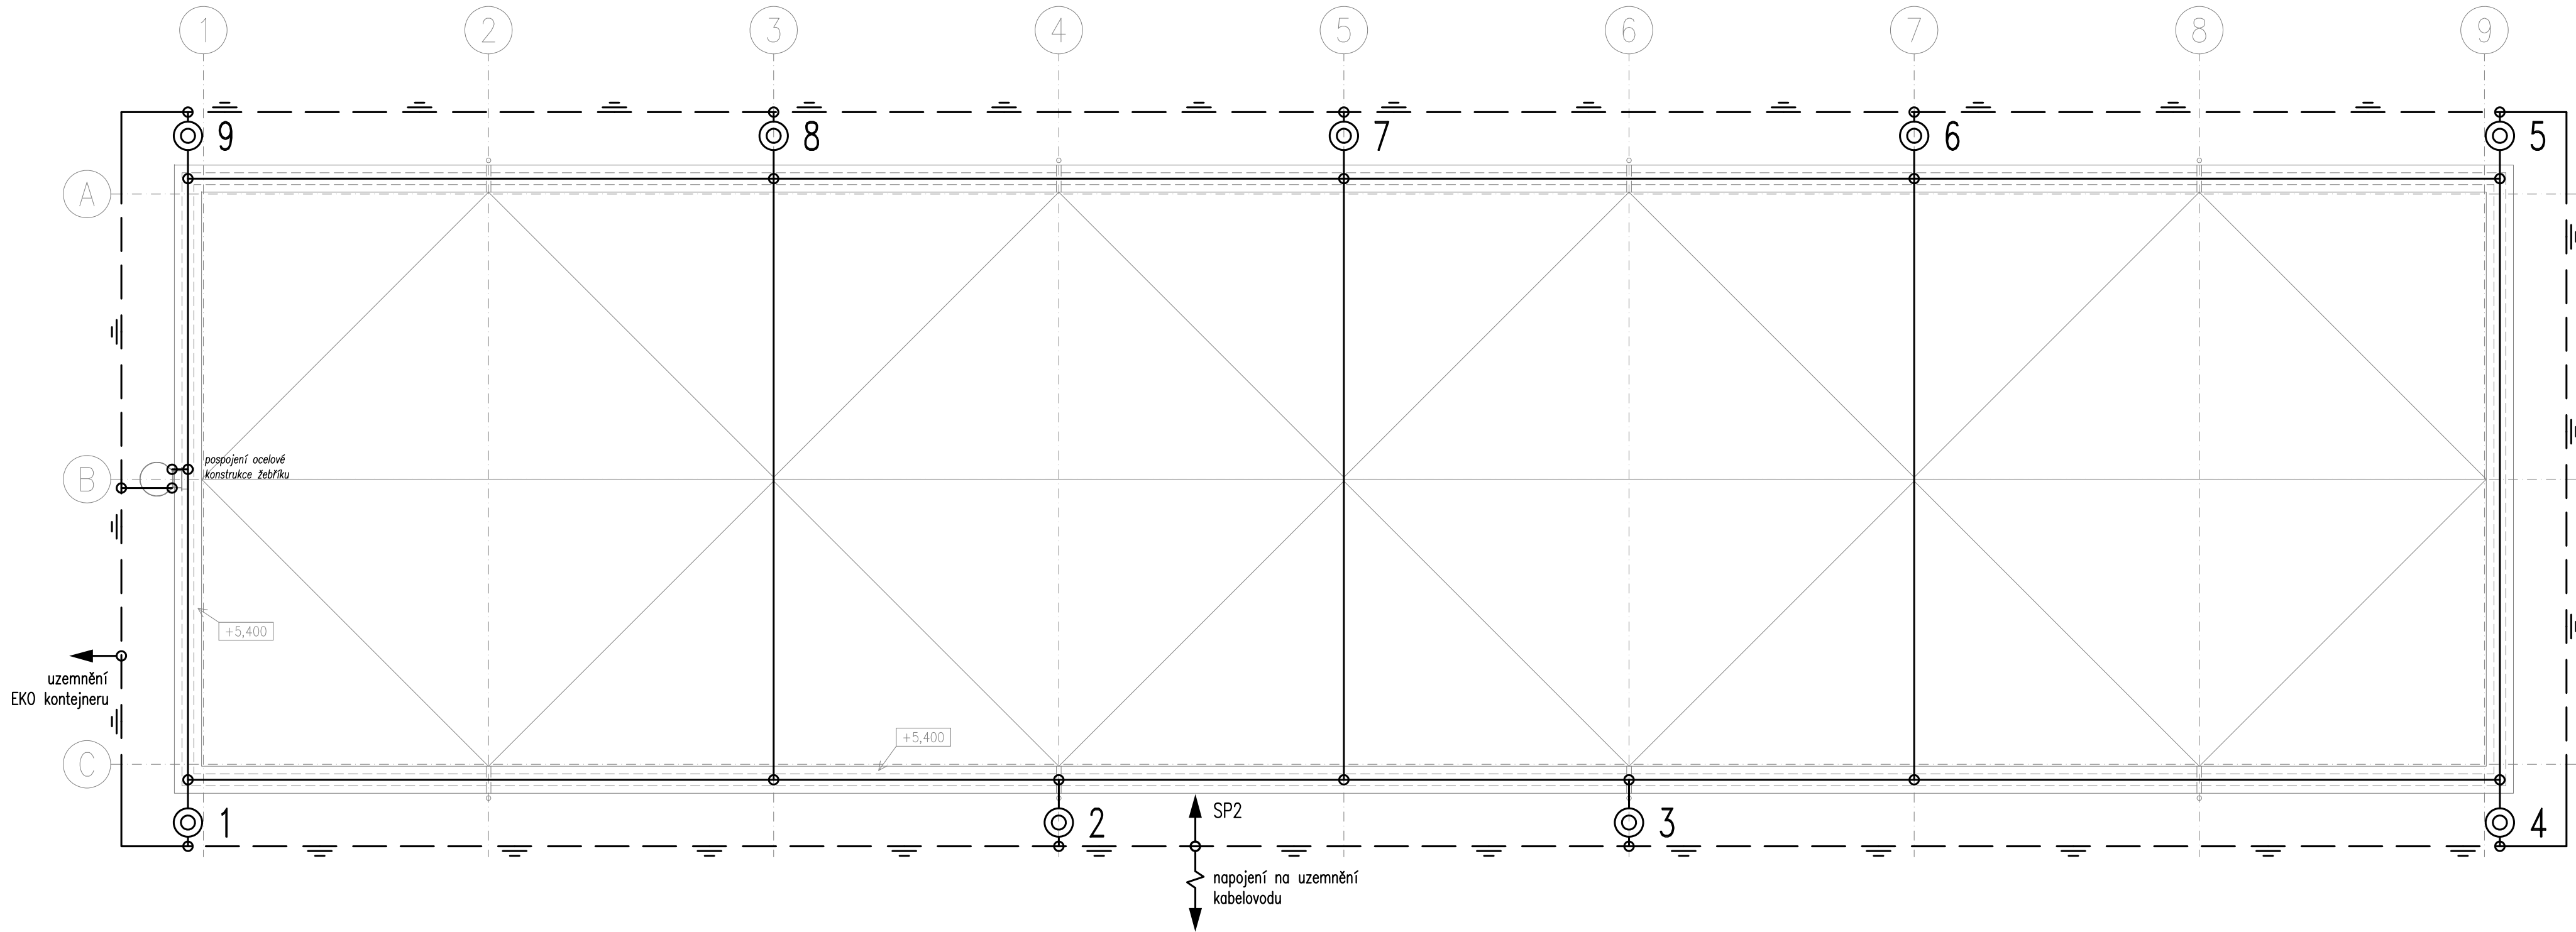 1 2 3 4 5 6 7 8 9
9 8 7 6 5
A
B
pospojení ocelové
konstrukce žebříku
+5,400
uzemnění
EKO kontejneru
+5,400
C
1 2 3 4
SP2
napojení na uzemnění
kabelovodu